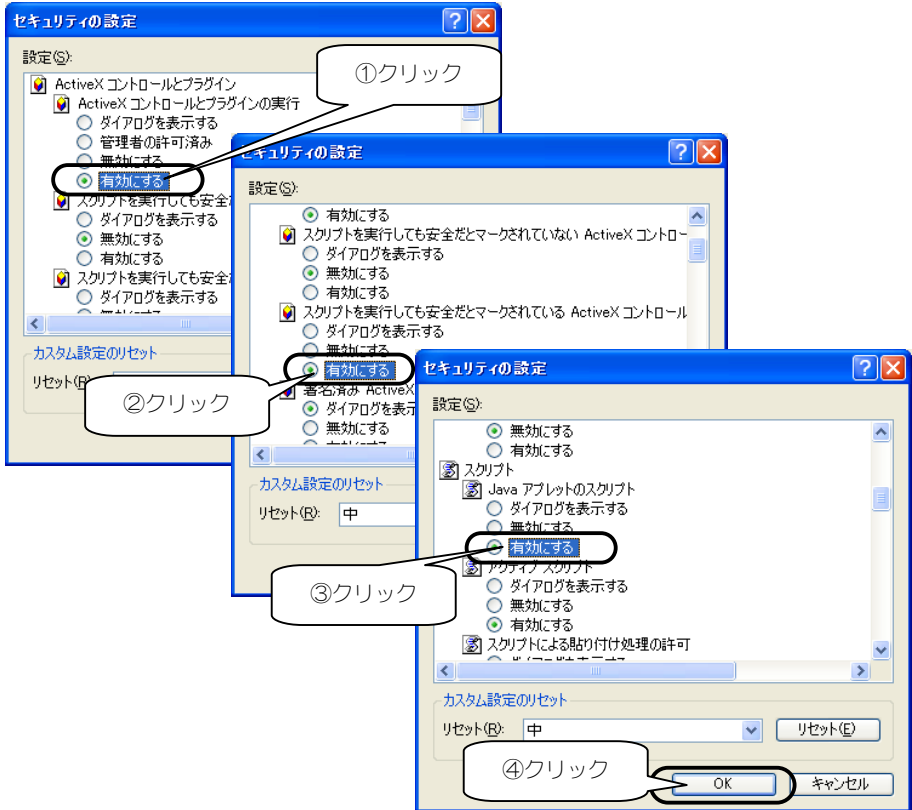 セキュリティの設定
設定(S):
ActiveX コントロールとプラグイン
ActiveX コントロールとプラグインの実行
ダイアログを表示する
管理者の許可済み
無効にする
有効にする
スクリプトを実行しても安全
ダイアログを表示する
無効にする
有効にする
スクリプトを実行しても安全
ダイアログを表示する
カスタム設定のリセット
リセット(R)
①クリック
セキュリティの設定
設定(S):
有効にする
スクリプトを実行しても安全だとマークされていない ActiveX コントロー
ダイアログを表示する
無効にする
有効にする
スクリプトを実行しても安全だとマークされている ActiveX コントロール
ダイアログを表示する
無効にする
有効にする
署名済み ActiveX
ダイアログを表示
無効にする
カスタム設定のリセット
リセット(R): 中
②クリック
セキュリティの設定
設定(S):
無効にする
有効にする
スクリプト
Java アプレットのスクリプト
ダイアログを表示する
無効にする
有効にする
アクティブ スクリプト
ダイアログを表示する
無効にする
有効にする
スクリプトによる貼り付け処理の許可
カスタム設定のリセット
リセット(R): 中 リセット(E)
③クリック
④クリック
OK キャンセル